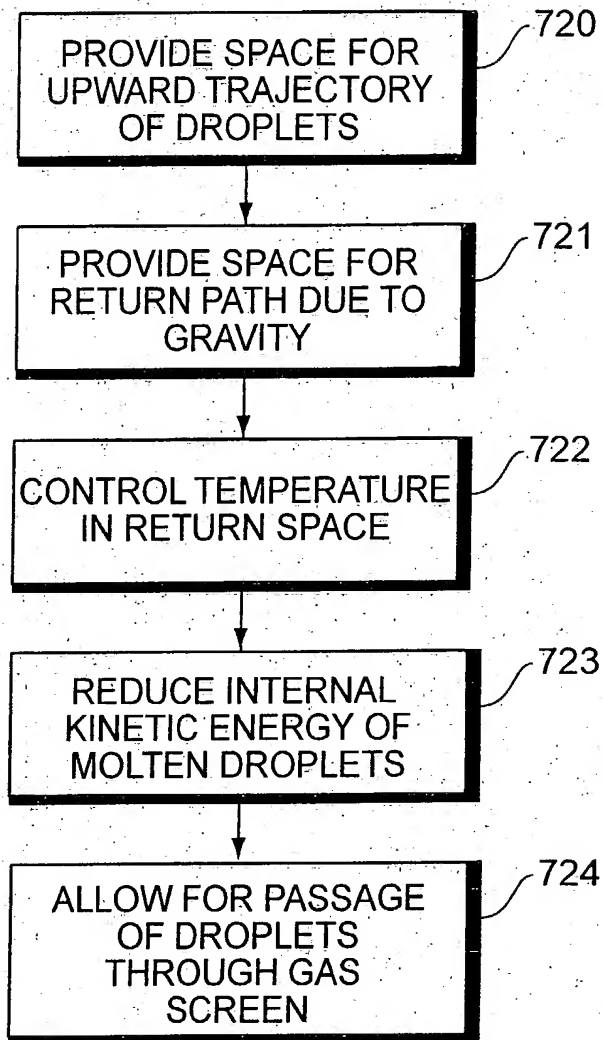 720
PROVIDE SPACE FOR
UPWARD TRAJECTORY
OF DROPLETS
721
PROVIDE SPACE FOR
RETURN PATH DUE TO
GRAVITY
722
CONTROL TEMPERATURE
IN RETURN SPACE
723
REDUCE INTERNAL
KINETIC ENERGY OF
MOLTEN DROPLETS
724
ALLOW FOR PASSAGE
OF DROPLETS
THROUGH GAS
SCREEN